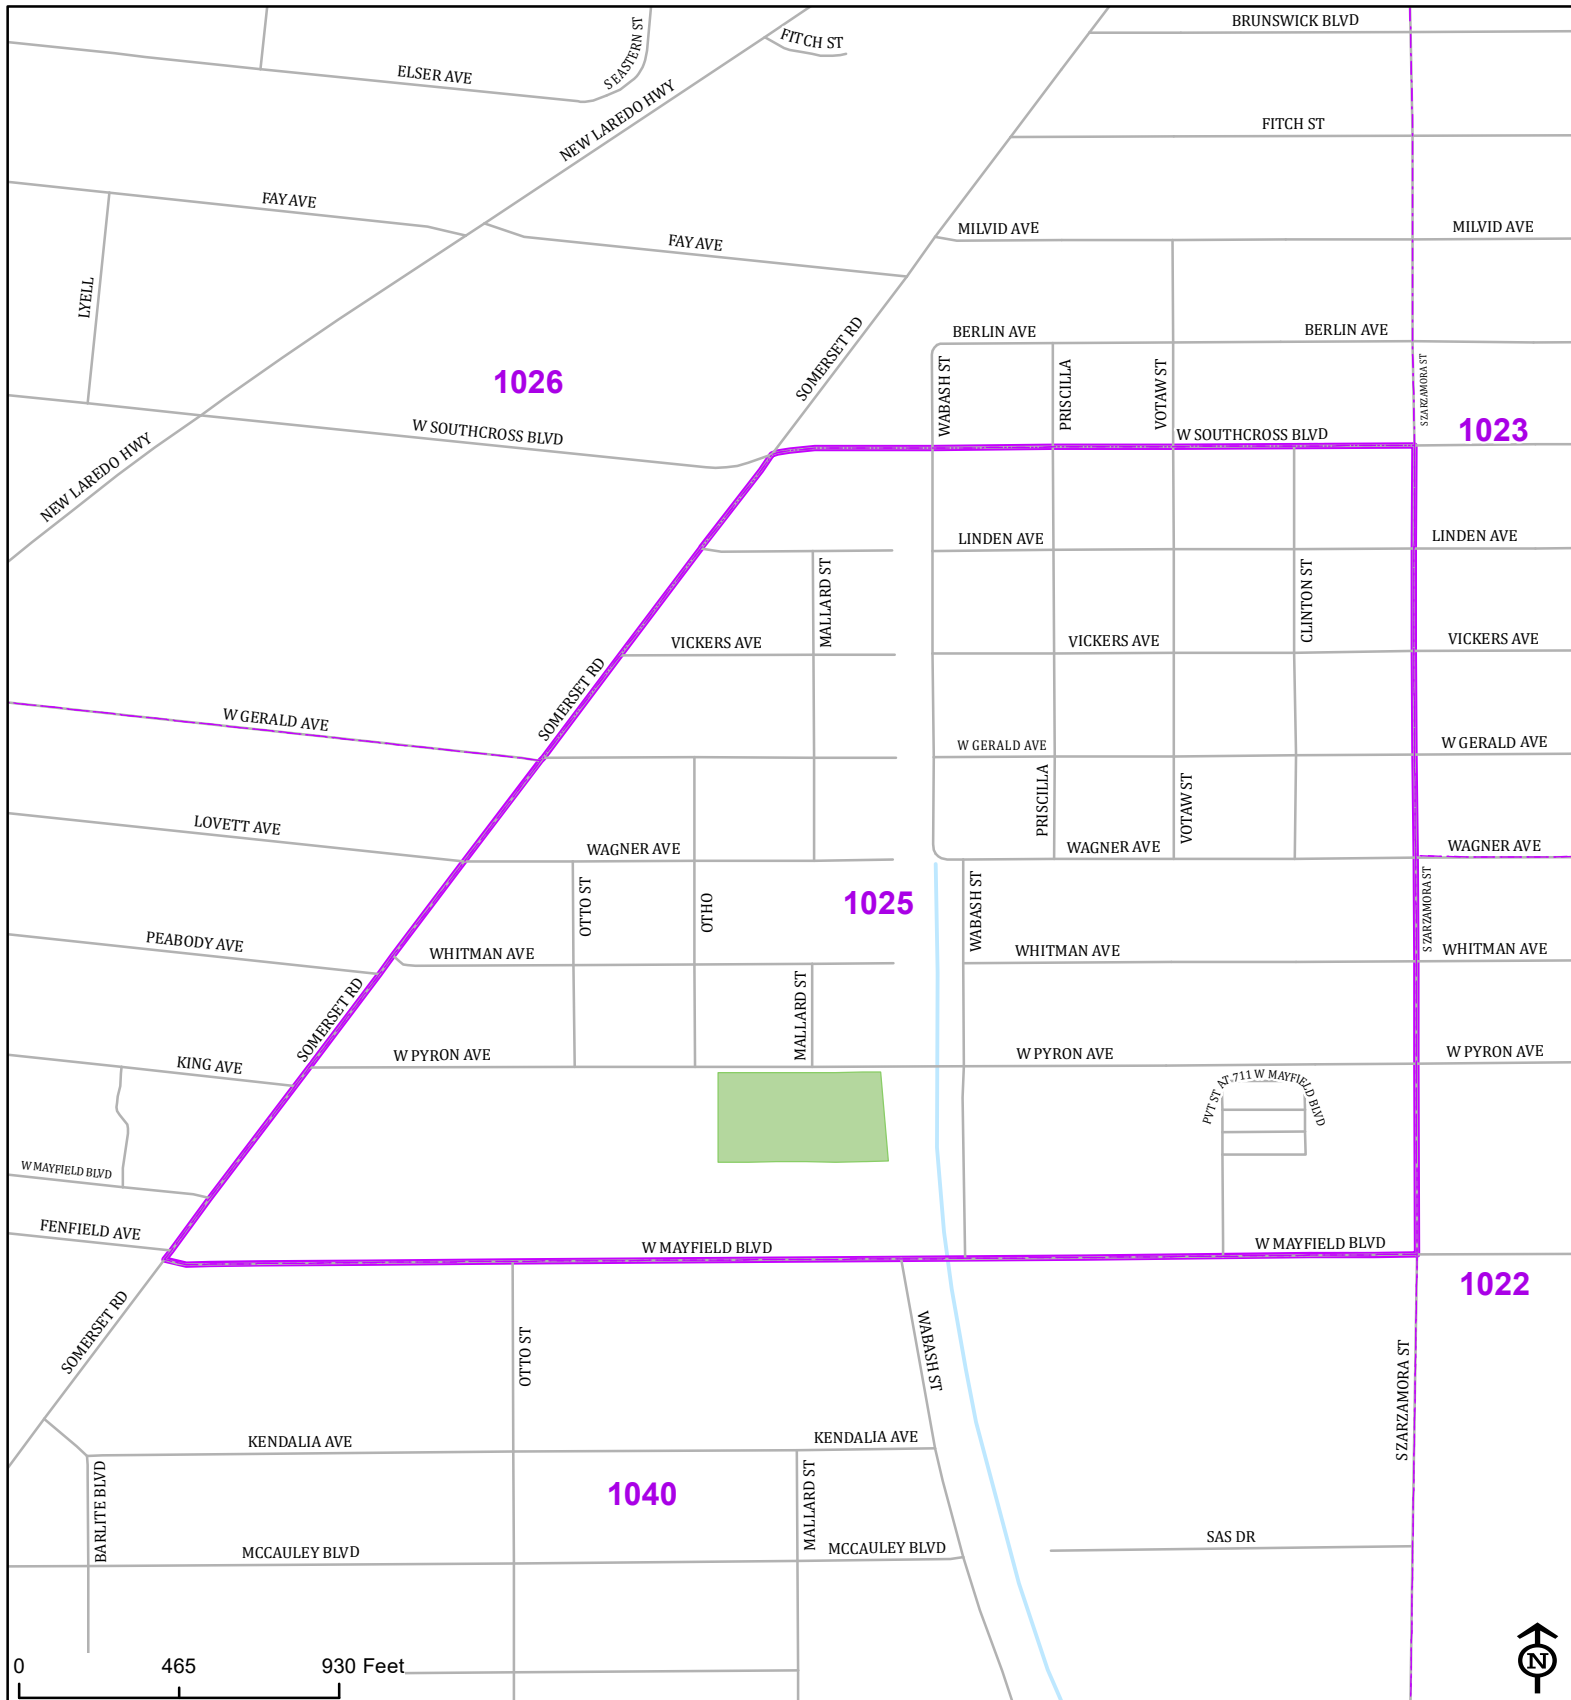 BRUNSWICK BLVD
S EASTERN ST
FITCH ST
ELSER AVE
NEW LAREDO HWY
FITCH ST
FAY AVE
FAY AVE
MILVID AVE
MILVID AVE
LYELL
SOMERSET RD
BERLIN AVE
BERLIN AVE
WABASH ST
PRISCILLA
VOTAW ST
S ZARZAMORA ST
1026
1023
W SOUTHCROSS BLVD
W SOUTHCROSS BLVD
NEW LAREDO HWY
LINDEN AVE
LINDEN AVE
MALLARD ST
CLINTON ST
VICKERS AVE
VICKERS AVE
VICKERS AVE
SOMERSET RD
W GERALD AVE
W GERALD AVE
W GERALD AVE
PRISCILLA
VOTAW ST
LOVETT AVE
WAGNER AVE
WAGNER AVE
WAGNER AVE
OTTO ST
OTHO
1025
WABASH ST
S ZARZAMORA ST
PEABODY AVE
WHITMAN AVE
WHITMAN AVE
WHITMAN AVE
SOMERSET RD
MALLARD ST
KING AVE
W PYRON AVE
W PYRON AVE
W PYRON AVE
PVT ST AT 711 W MAYFIELD BLVD
W MAYFIELD BLVD
FENFIELD AVE
W MAYFIELD BLVD
W MAYFIELD BLVD
1022
SOMERSET RD
OTTO ST
WABASH ST
S ZARZAMORA ST
KENDALIA AVE
KENDALIA AVE
BARLITE BLVD
1040
MALLARD ST
MCCAULEY BLVD
MCCAULEY BLVD
SAS DR
0 465 930 Feet
N